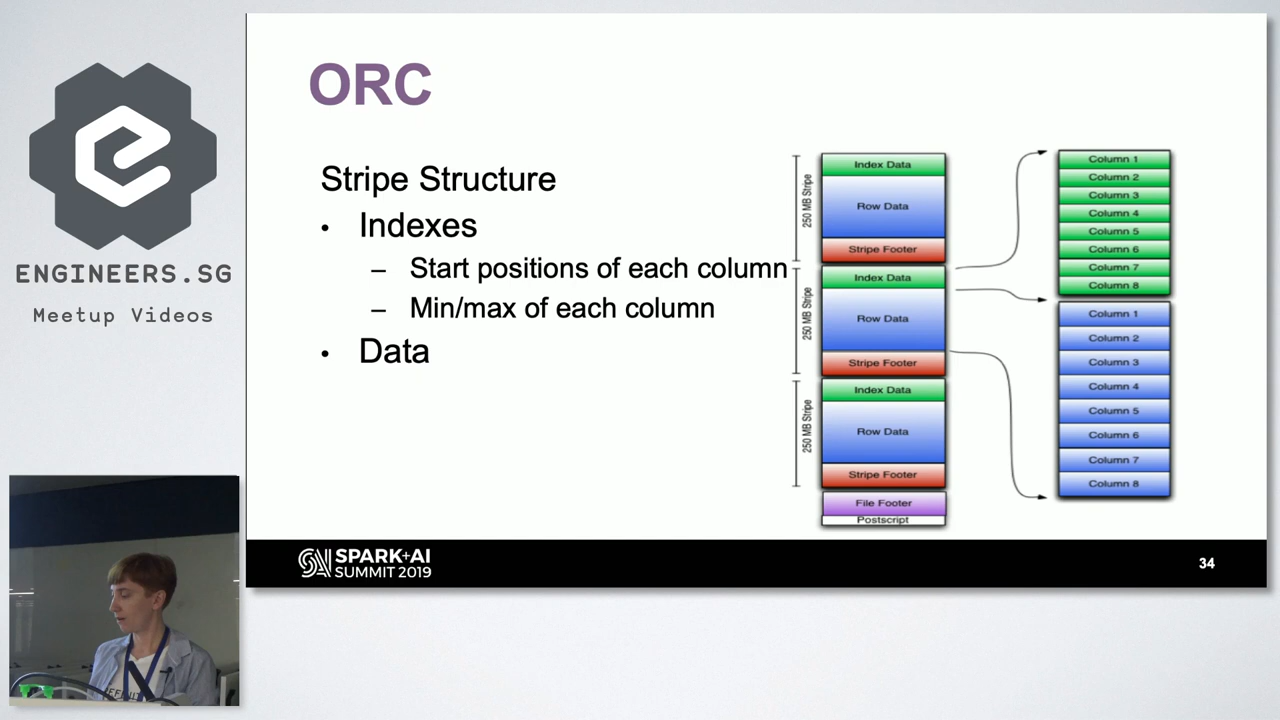 ENGINEERS.SG
Meetup Videos
ORC
Stripe Structure
• Indexes
– Start positions of each column
– Min/max of each column
• Data
250 MB Stripe
Index Data
Row Data
Stripe Footer
250 MB Stripe
Index Data
Row Data
Stripe Footer
250 MB Stripe
Index Data
Row Data
Stripe Footer
File Footer
Postscript
Column 1
Column 2
Column 3
Column 4
Column 5
Column 6
Column 7
Column 8
Column 1
Column 2
Column 3
Column 4
Column 5
Column 6
Column 7
Column 8
SPARK+AI
SUMMIT 2019
34